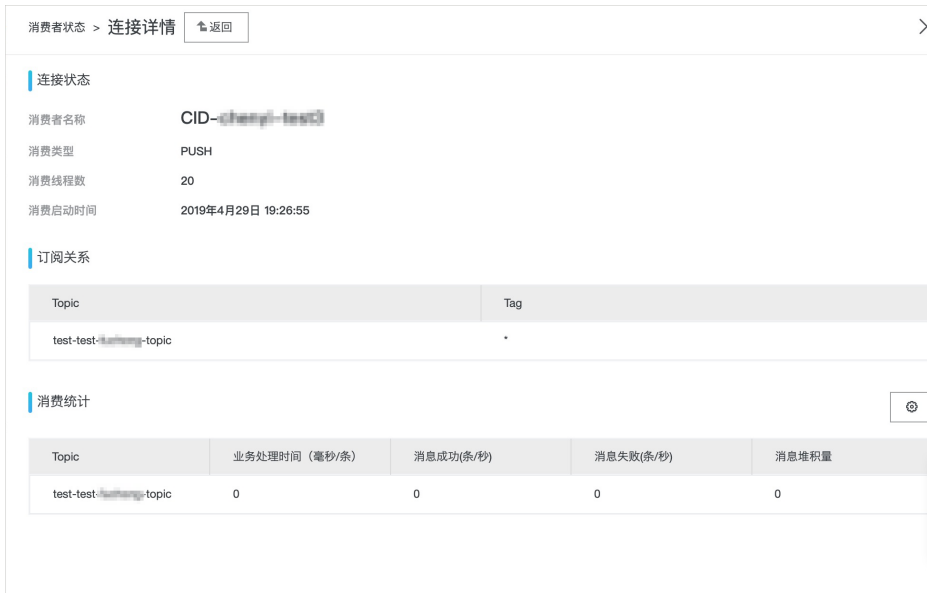 消费者状态 > 连接详情 返回
连接状态
消费者名称 CID-
消费类型 PUSH
消费线程数 20
消费启动时间 2019年4月29日 19:26:55
订阅关系
Topic Tag
test-test- -topic *
消费统计
Topic 业务处理时间（毫秒/条） 消息成功(条/秒) 消息失败(条/秒) 消息堆积量
test-test- -topic 0 0 0 0